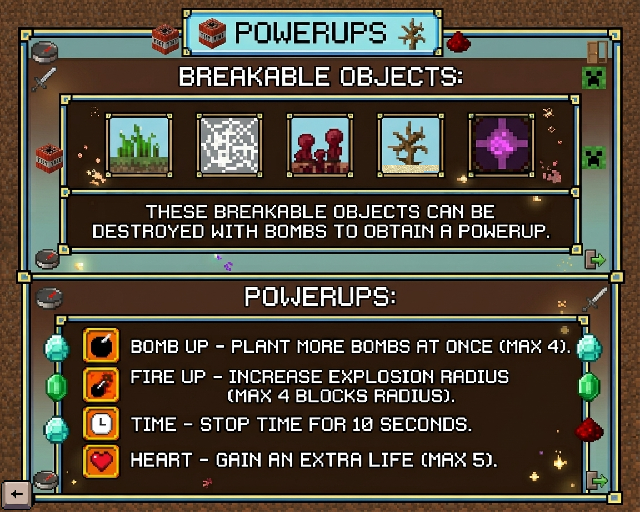 POWERUPS
BREAKABLE OBJECTS:
THESE BREAKABLE OBJECTS CAN BE
DESTROYED WITH BOMBS TO OBTAIN A POWERUP.
POWERUPS:
BOMB UP - PLANT MORE BOMBS AT ONCE (MAX 4).
FIRE UP - INCREASE EXPLOSION RADIUS
(MAX 4 BLOCKS RADIUS).
TIME - STOP TIME FOR 10 SECONDS.
HEART - GAIN AN EXTRA LIFE (MAX 5).